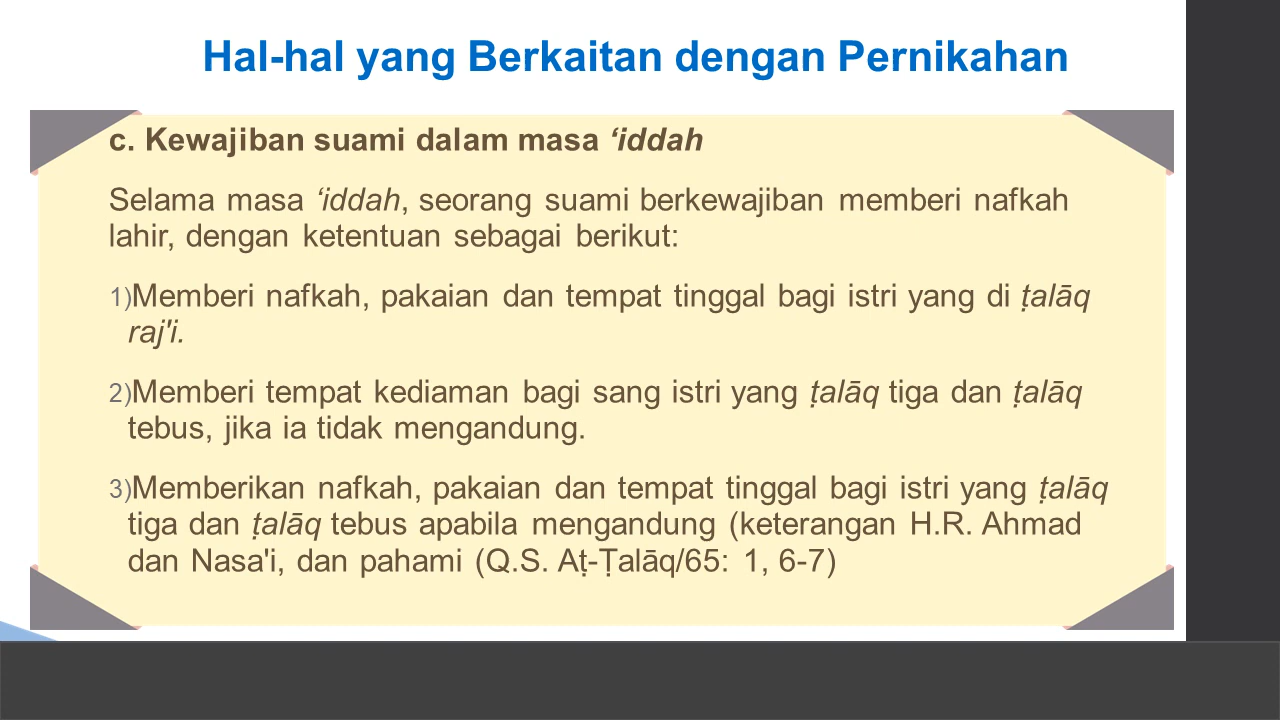 Hal-hal yang Berkaitan dengan Pernikahan
c. Kewajiban suami dalam masa ‘iddah
Selama masa ‘iddah, seorang suami berkewajiban memberi nafkah
lahir, dengan ketentuan sebagai berikut:
1)Memberi nafkah, pakaian dan tempat tinggal bagi istri yang di ṭalāq
raj'i.
2)Memberi tempat kediaman bagi sang istri yang ṭalāq tiga dan ṭalāq
tebus, jika ia tidak mengandung.
3)Memberikan nafkah, pakaian dan tempat tinggal bagi istri yang ṭalāq
tiga dan ṭalāq tebus apabila mengandung (keterangan H.R. Ahmad
dan Nasa'i, dan pahami (Q.S. Aṭ-Ṭalāq/65: 1, 6-7)